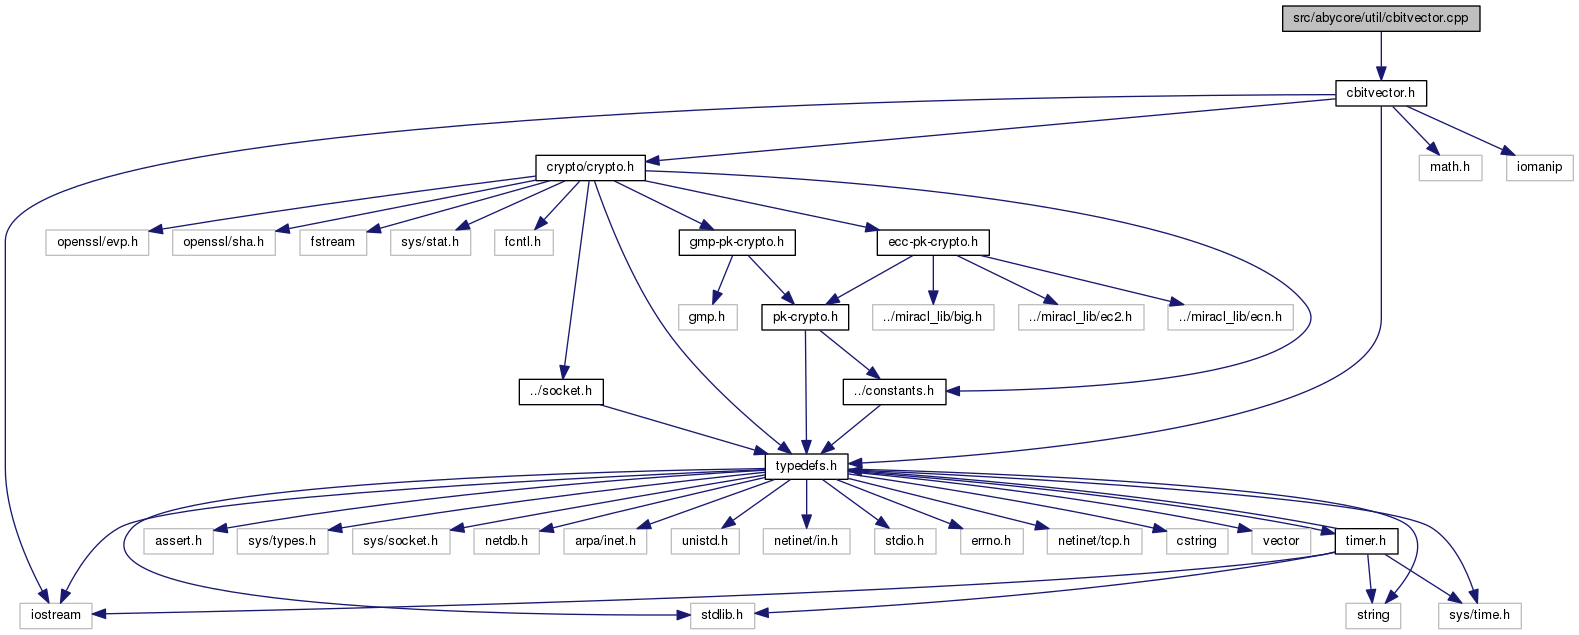 src/abycore/util/cbitvector.cpp
cbitvector.h
crypto/crypto.h
math.h
iomanip
openssl/evp.h
openssl/sha.h
fstream
sys/stat.h
fcntl.h
gmp-pk-crypto.h
ecc-pk-crypto.h
gmp.h
pk-crypto.h
../miracl_lib/big.h
../miracl_lib/ec2.h
../miracl_lib/ecn.h
../socket.h
../constants.h
typedefs.h
assert.h
sys/types.h
sys/socket.h
netdb.h
arpa/inet.h
unistd.h
netinet/in.h
stdio.h
errno.h
netinet/tcp.h
cstring
vector
timer.h
iostream
stdlib.h
string
sys/time.h